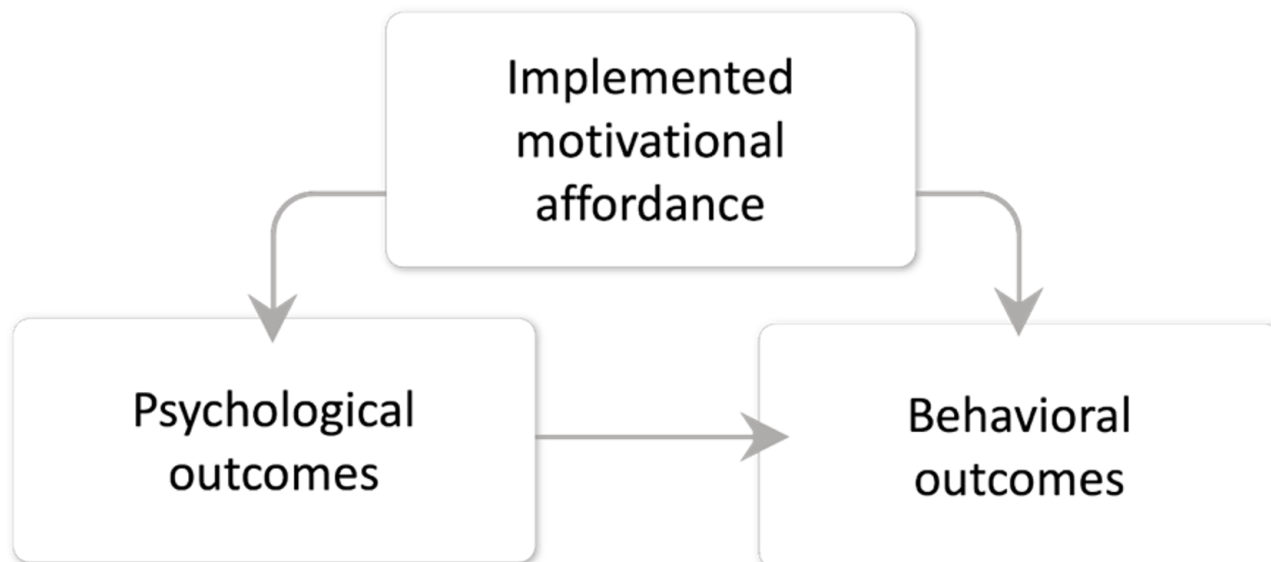 Implemented
motivational
affordance
Psychological
outcomes
Behavioral
outcomes